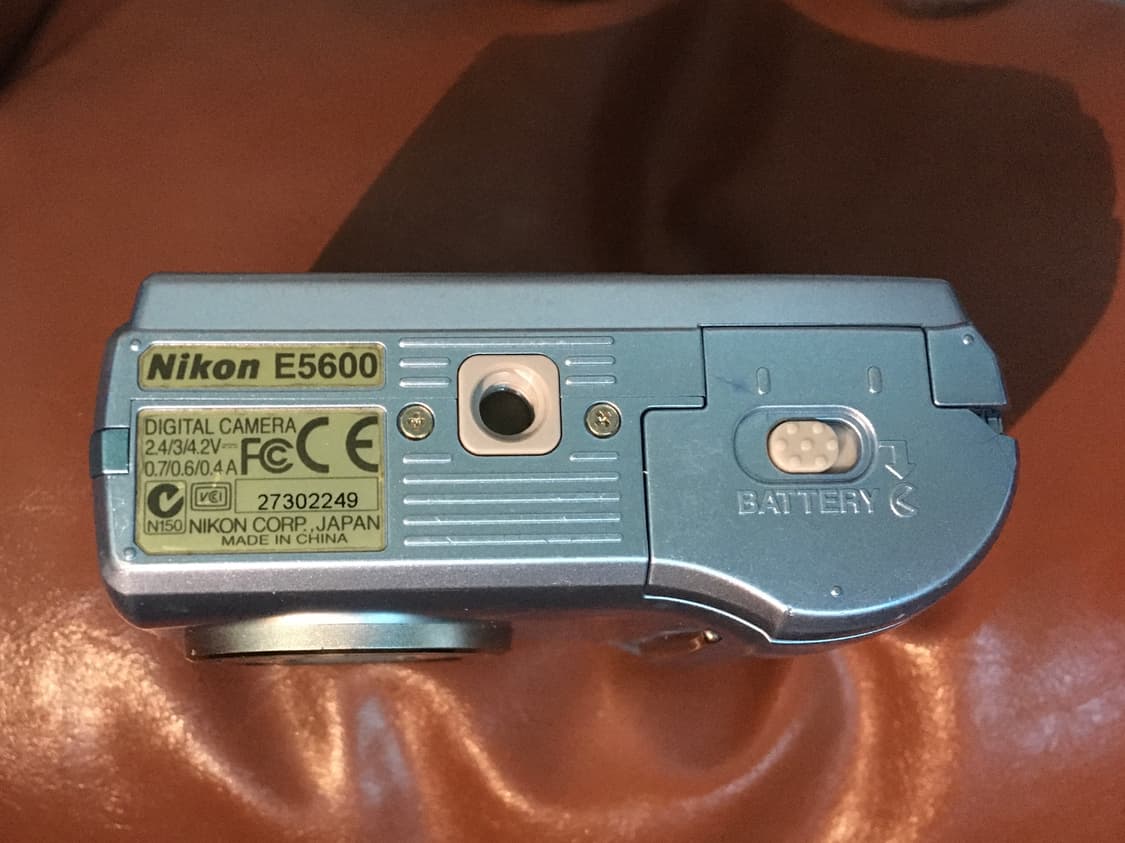 Nikon E5600
DIGITAL CAMERA
2.4/3/4.2V⎓
0.7/0.6/0.4 A
FC CE
VCI
27302249
N150 NIKON CORP., JAPAN
MADE IN CHINA
BATTERY